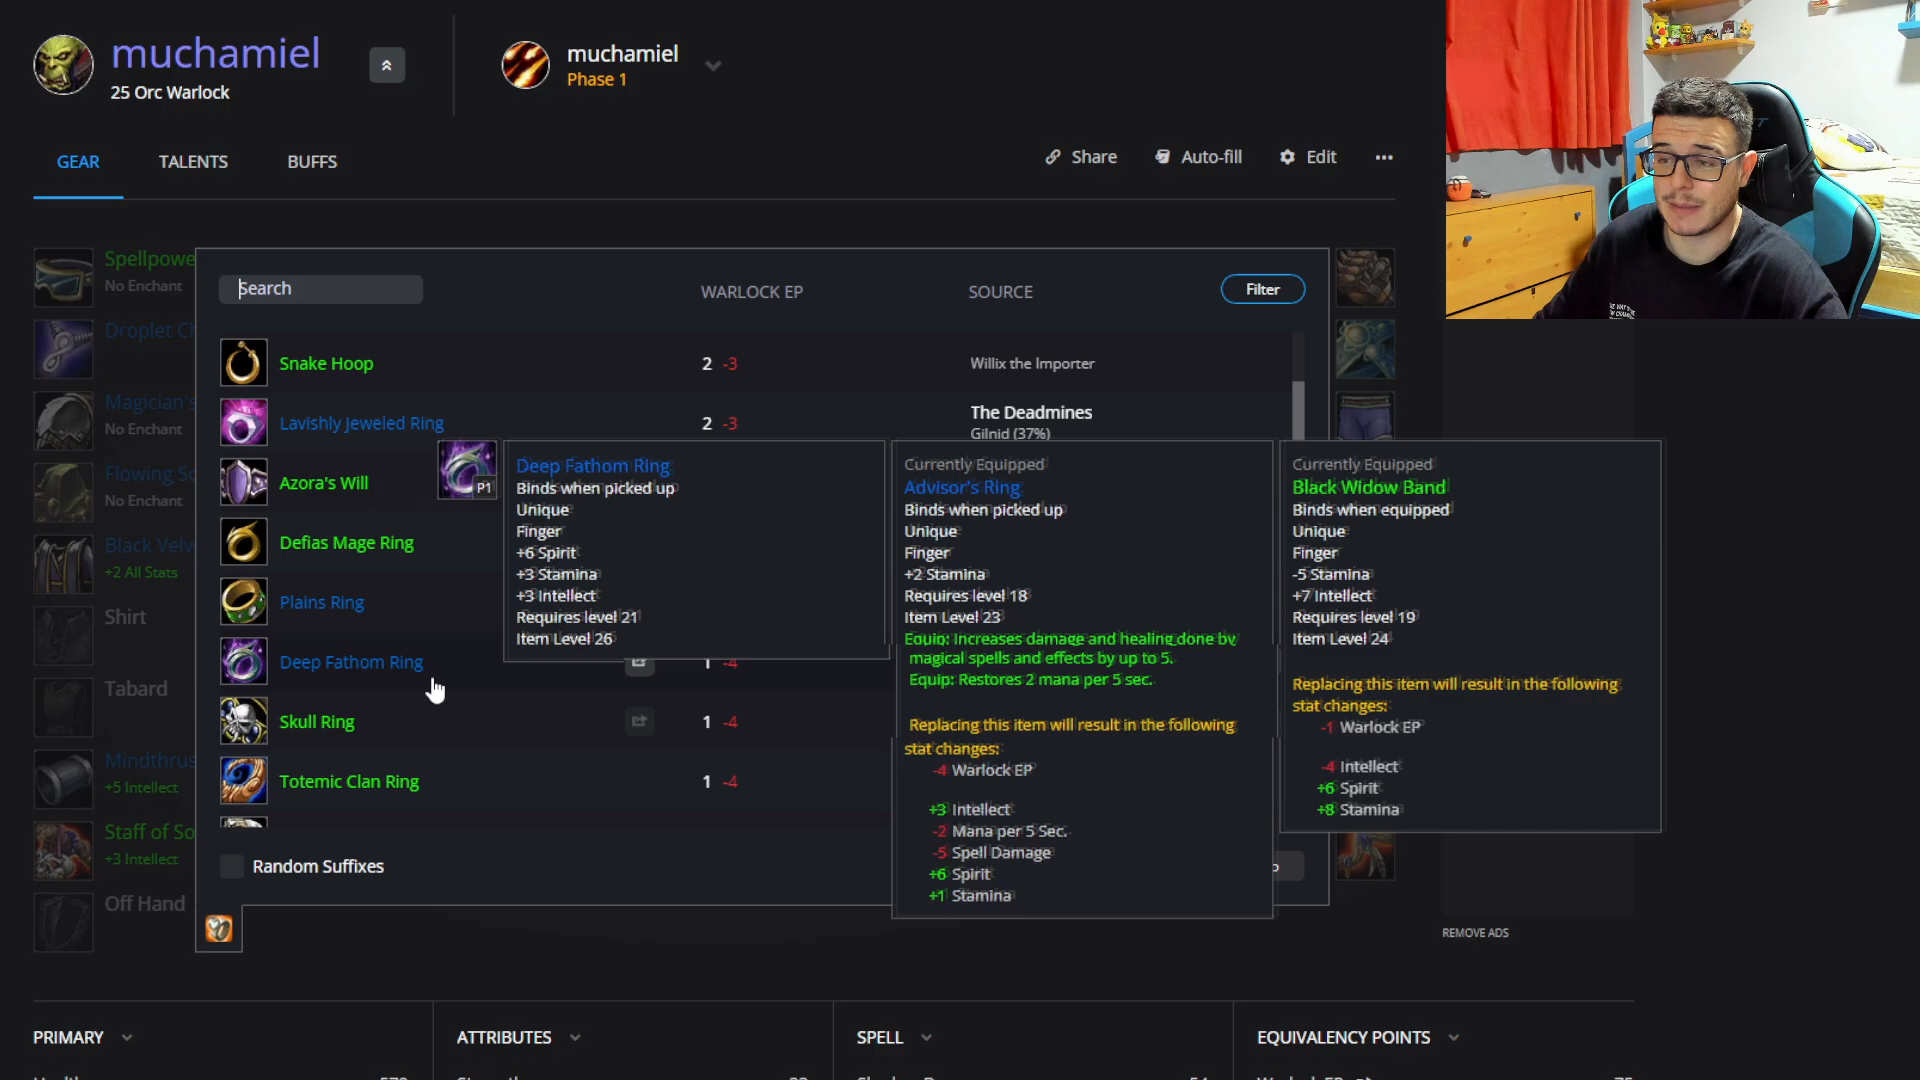 muchamiel
25 Orc Warlock
muchamiel
Phase 1
GEAR
TALENTS
BUFFS
Share
Auto-fill
Edit
Spellpowe
No Enchant
Droplet Ch
Magician's
No Enchant
Flowing Sc
No Enchant
Black Velv
+2 All Stats
Shirt
Tabard
Mindthrus
+5 Intellect
Staff of So
+3 Intellect
Off Hand
Search
WARLOCK EP
SOURCE
Filter
Snake Hoop
2 -3
Willix the Importer
Lavishly Jeweled Ring
2 -3
The Deadmines
Gilnid (37%)
Azora's Will
Defias Mage Ring
Plains Ring
Deep Fathom Ring
1 -4
Skull Ring
1 -4
Totemic Clan Ring
1 -4
Random Suffixes
P1
Deep Fathom Ring
Binds when picked up
Unique
Finger
+6 Spirit
+3 Stamina
+3 Intellect
Requires level 21
Item Level 26
Currently Equipped
Advisor's Ring
Binds when picked up
Unique
Finger
+2 Stamina
Requires level 18
Item Level 23
Equip: Increases damage and healing done by
magical spells and effects by up to 5.
Equip: Restores 2 mana per 5 sec.
Replacing this item will result in the following
stat changes:
-4 Warlock EP
+3 Intellect
-2 Mana per 5 Sec.
-5 Spell Damage
+6 Spirit
+1 Stamina
Currently Equipped
Black Widow Band
Binds when equipped
Unique
Finger
-5 Stamina
+7 Intellect
Requires level 19
Item Level 24
Replacing this item will result in the following
stat changes:
-1 Warlock EP
-4 Intellect
+6 Spirit
+8 Stamina
REMOVE ADS
PRIMARY
ATTRIBUTES
SPELL
EQUIVALENCY POINTS